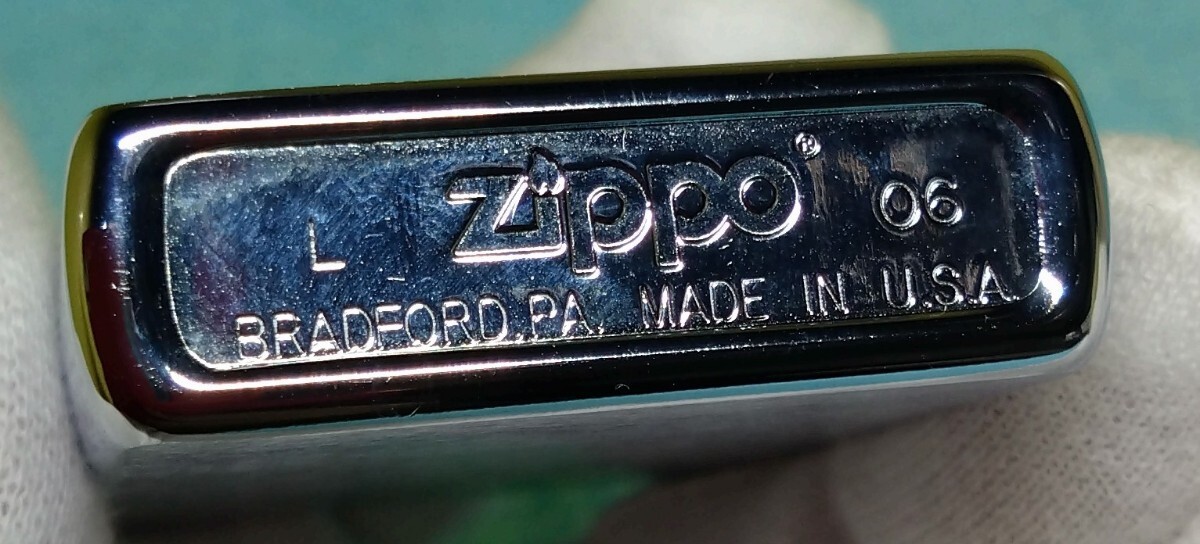 L Zippo® 06
BRADFORD,PA. MADE IN U.S.A.